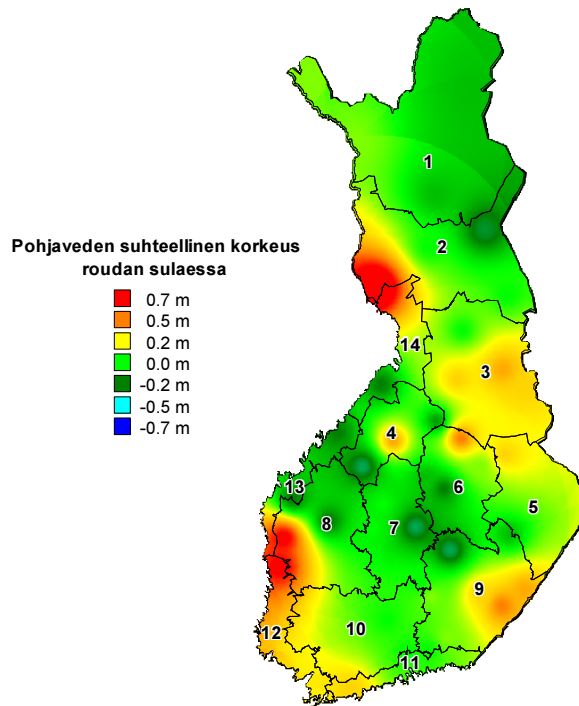 Pohjaveden suhteellinen korkeus
roudan sulaessa
0.7 m
0.5 m
0.2 m
0.0 m
-0.2 m
-0.5 m
-0.7 m
1
2
14
3
4
13
6
5
8
7
9
12
10
11